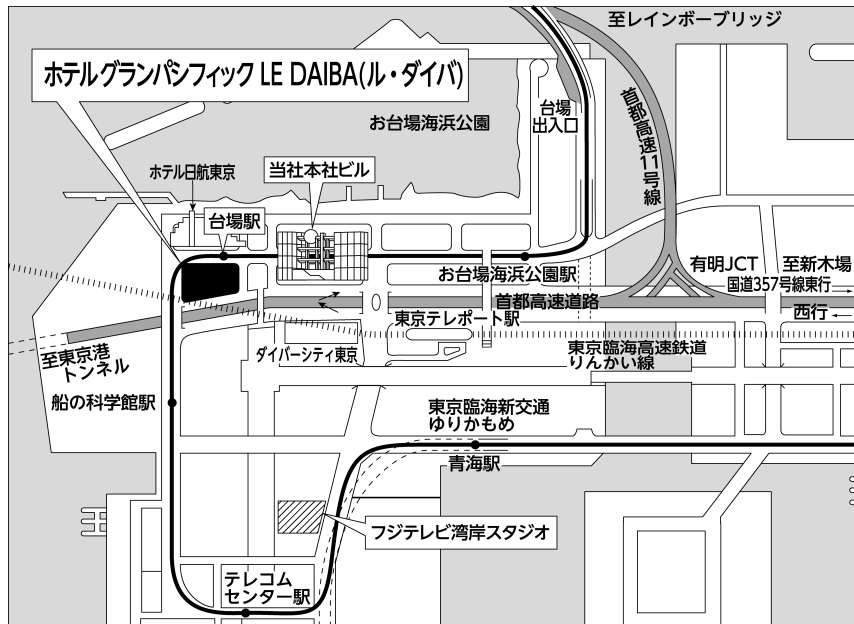 至レインボーブリッジ
ホテルグランパシフィック LE DAIBA(ル・ダイバ)
首都高速11号線
台場
出入口
お台場海浜公園
当社本社ビル
ホテル日航東京
台場駅
お台場海浜公園駅
有明JCT
至新木場
国道357号線東行
首都高速道路
西行
東京テレポート駅
ダイバーシティ東京
東京臨海高速鉄道
りんかい線
至東京港
トンネル
船の科学館駅
東京臨海新交通
ゆりかもめ
青海駅
フジテレビ湾岸スタジオ
テレコム
センター駅